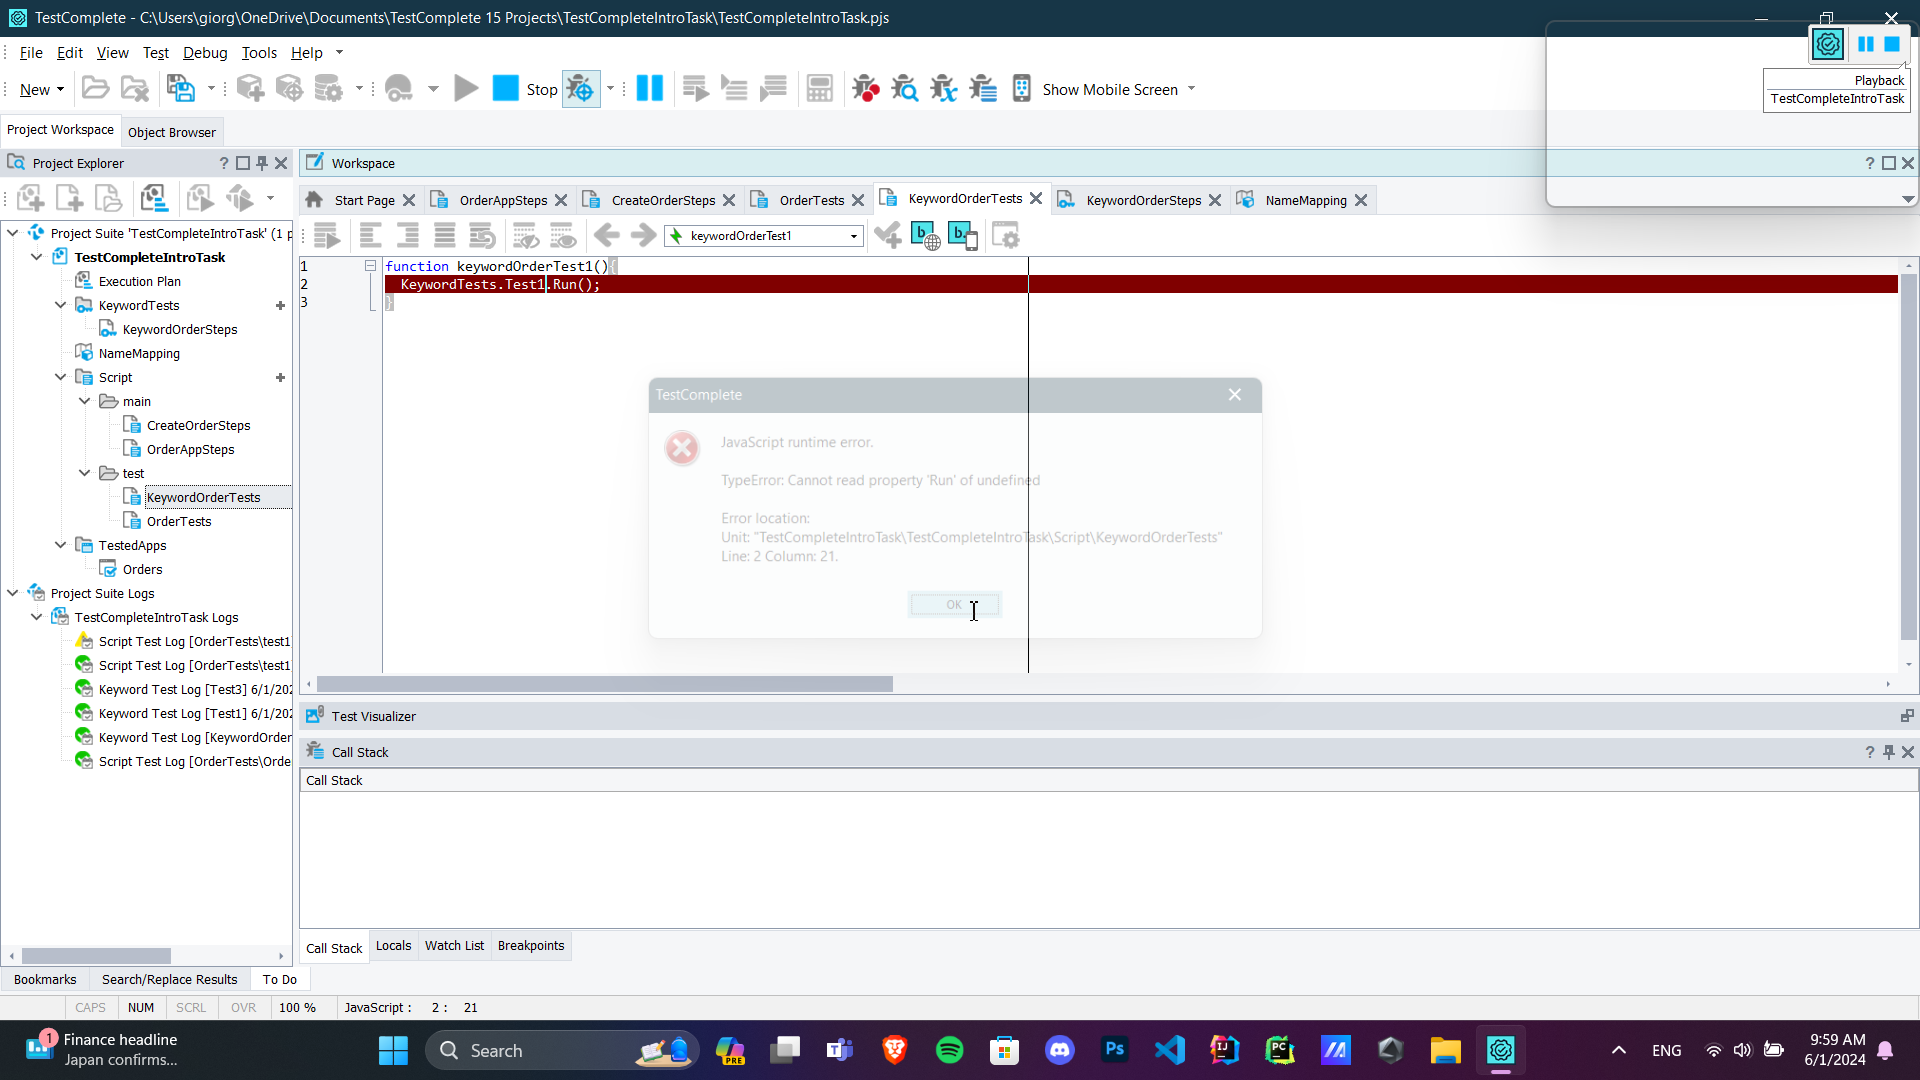 TestComplete - C:\Users\giorg\OneDrive\Documents\TestComplete 15 Projects\TestCompleteIntroTask\TestCompleteIntroTask.pjs
File Edit View Test Debug Tools Help
New Stop Show Mobile Screen
Playback
TestCompleteIntroTask
Project Workspace Object Browser
Project Explorer
Workspace
Start Page OrderAppSteps CreateOrderSteps OrderTests KeywordOrderTests KeywordOrderSteps NameMapping
keywordOrderTest1
Project Suite 'TestCompleteIntroTask' (1 p
TestCompleteIntroTask
Execution Plan
KeywordTests
KeywordOrderSteps
NameMapping
Script
main
CreateOrderSteps
OrderAppSteps
test
KeywordOrderTests
OrderTests
TestedApps
Orders
Project Suite Logs
TestCompleteIntroTask Logs
Script Test Log [OrderTests\test1
Script Test Log [OrderTests\test1
Keyword Test Log [Test3] 6/1/202
Keyword Test Log [Test1] 6/1/202
Keyword Test Log [KeywordOrder
Script Test Log [OrderTests\Orde
1 function keywordOrderTest1(){
2 KeywordTests.Test1.Run();
3 }
TestComplete
JavaScript runtime error.
TypeError: Cannot read property 'Run' of undefined
Error location:
Unit: "TestCompleteIntroTask\TestCompleteIntroTask\Script\KeywordOrderTests"
Line: 2 Column: 21.
OK
Test Visualizer
Call Stack
Call Stack
Call Stack Locals Watch List Breakpoints
Bookmarks Search/Replace Results To Do
CAPS NUM SCRL OVR 100 % JavaScript : 2 : 21
1
Finance headline
Japan confirms...
Search
PRE
Ps
IJ
PC
ENG
9:59 AM
6/1/2024